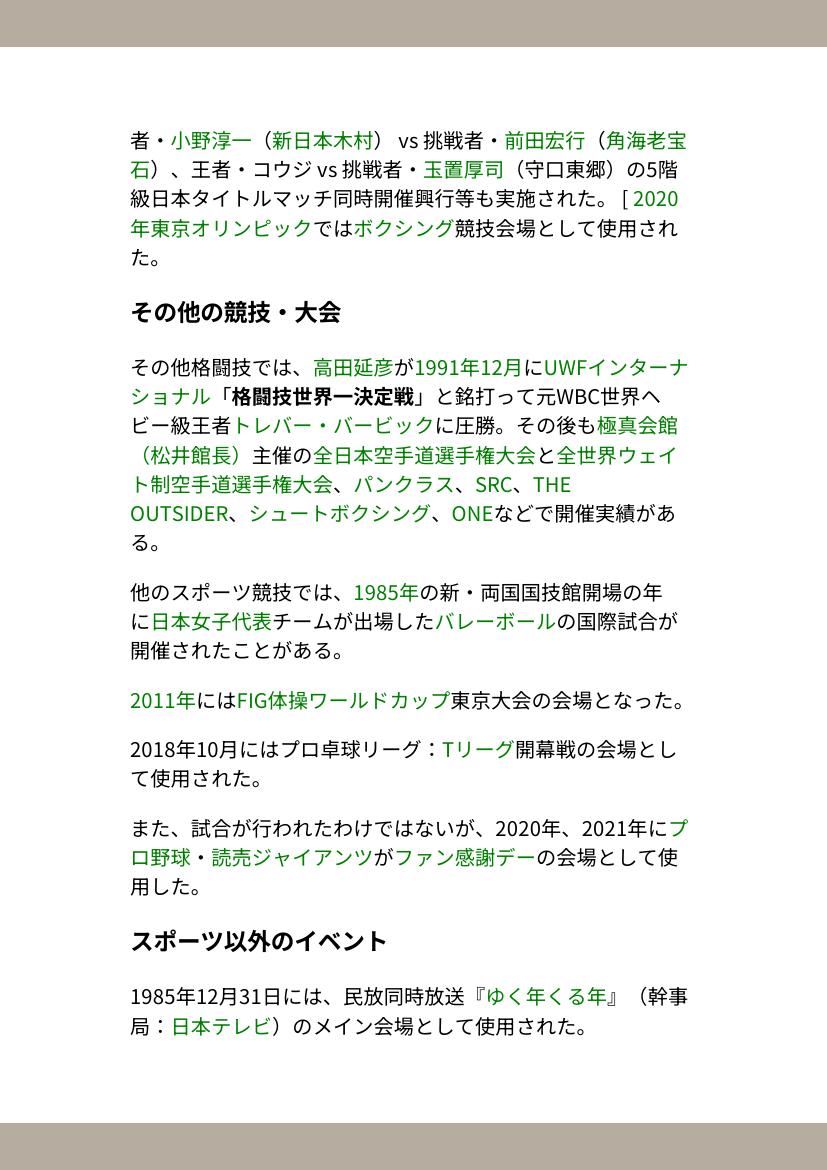 者・小野淳一（新日本木村） vs 挑戦者・前田宏行（角海老宝
石）、王者・コウジ vs 挑戦者・玉置厚司（守口東郷）の5階
級日本タイトルマッチ同時開催興行等も実施された。 [ 2020
年東京オリンピックではボクシング競技会場として使用され
た。
その他の競技・大会
その他格闘技では、高田延彦が1991年12月にUWFインターナ
ショナル「格闘技世界一決定戦」と銘打って元WBC世界ヘ
ビー級王者トレバー・バービックに圧勝。その後も極真会館
（松井館長）主催の全日本空手道選手権大会と全世界ウェイ
ト制空手道選手権大会、パンクラス、SRC、THE
OUTSIDER、シュートボクシング、ONEなどで開催実績があ
る。
他のスポーツ競技では、1985年の新・両国国技館開場の年
に日本女子代表チームが出場したバレーボールの国際試合が
開催されたことがある。
2011年にはFIG体操ワールドカップ東京大会の会場となった。
2018年10月にはプロ卓球リーグ：Tリーグ開幕戦の会場とし
て使用された。
また、試合が行われたわけではないが、2020年、2021年にプ
ロ野球・読売ジャイアンツがファン感謝デーの会場として使
用した。
スポーツ以外のイベント
1985年12月31日には、民放同時放送『ゆく年くる年』（幹事
局：日本テレビ）のメイン会場として使用された。